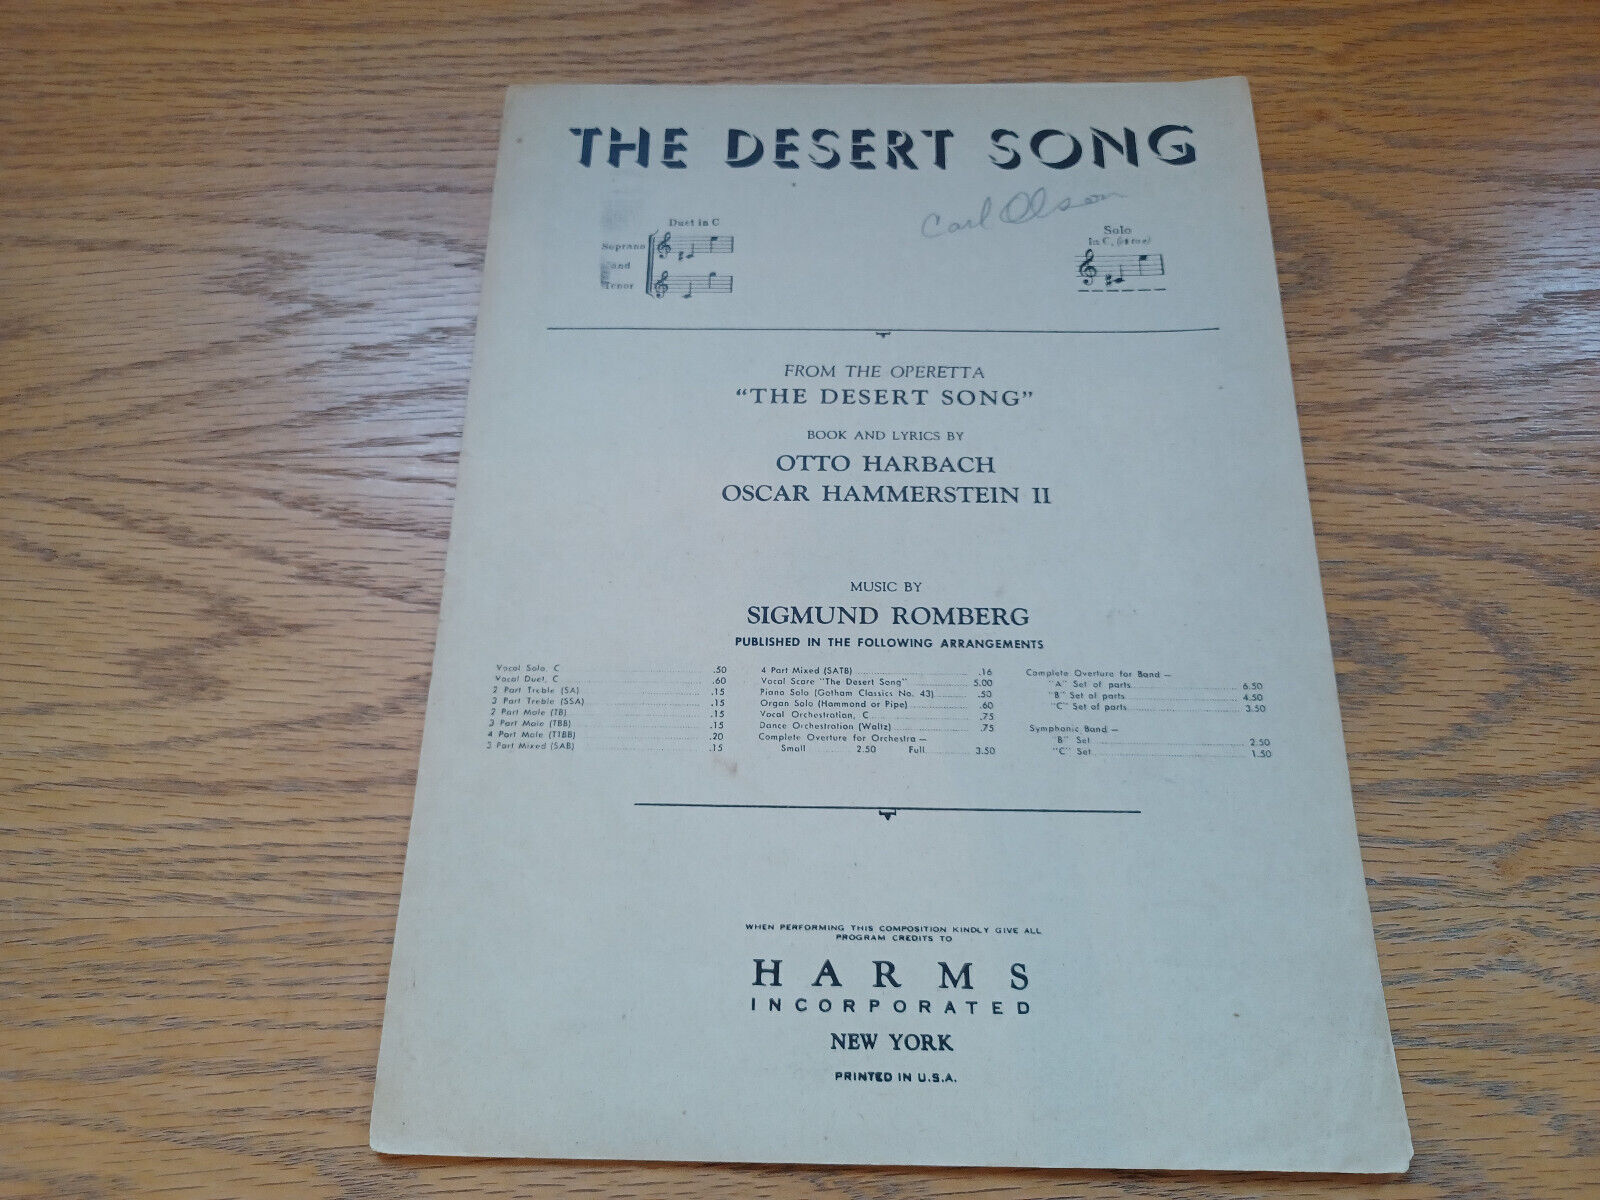 THE DESERT SONG
Carl Olson
Duet in C
Soprano
and
Tenor
Solo
in C,
FROM THE OPERETTA
"THE DESERT SONG"
BOOK AND LYRICS BY
OTTO HARBACH
OSCAR HAMMERSTEIN II
MUSIC BY
SIGMUND ROMBERG
PUBLISHED IN THE FOLLOWING ARRANGEMENTS
Vocal Solo, C .50
Vocal Duet, C .60
2 Part Treble (SA) .15
3 Part Treble (SSA) .15
2 Part Male (TB) .15
3 Part Male (TBB) .15
4 Part Male (TTBB) .20
3 Part Mixed (SAB) .15
4 Part Mixed (SATB) .16
Vocal Score "The Desert Song" 5.00
Piano Solo (Gotham Classics No. 43) .50
Organ Solo (Hammond or Pipe) .60
Vocal Orchestration, C .75
Dance Orchestration (Waltz) .75
Complete Overture for Orchestra —
Small 2.50 Full 3.50
Complete Overture for Band —
"A" Set of parts 6.50
"B" Set of parts 4.50
"C" Set of parts 3.50
Symphonic Band —
"B" Set 2.50
"C" Set 1.50
WHEN PERFORMING THIS COMPOSITION KINDLY GIVE ALL
PROGRAM CREDITS TO
HARMS
INCORPORATED
NEW YORK
PRINTED IN U.S.A.